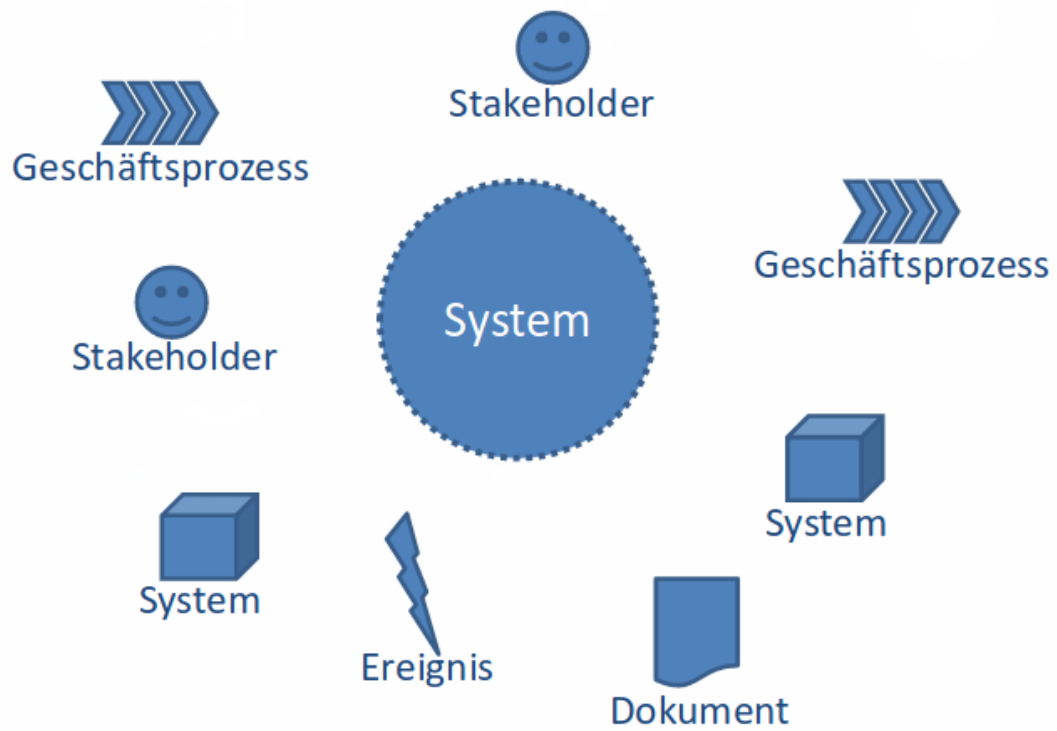 Stakeholder
Geschäftsprozess
Geschäftsprozess
System
Stakeholder
System
System
Ereignis
Dokument